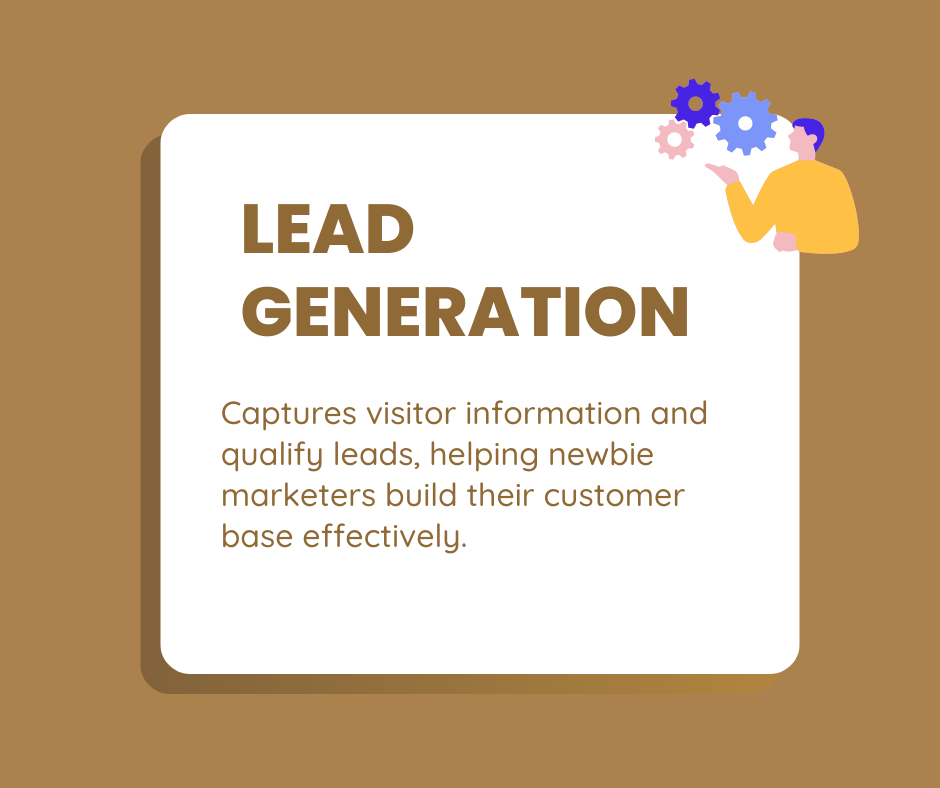 LEAD
GENERATION
Captures visitor information and
qualify leads, helping newbie
marketers build their customer
base effectively.